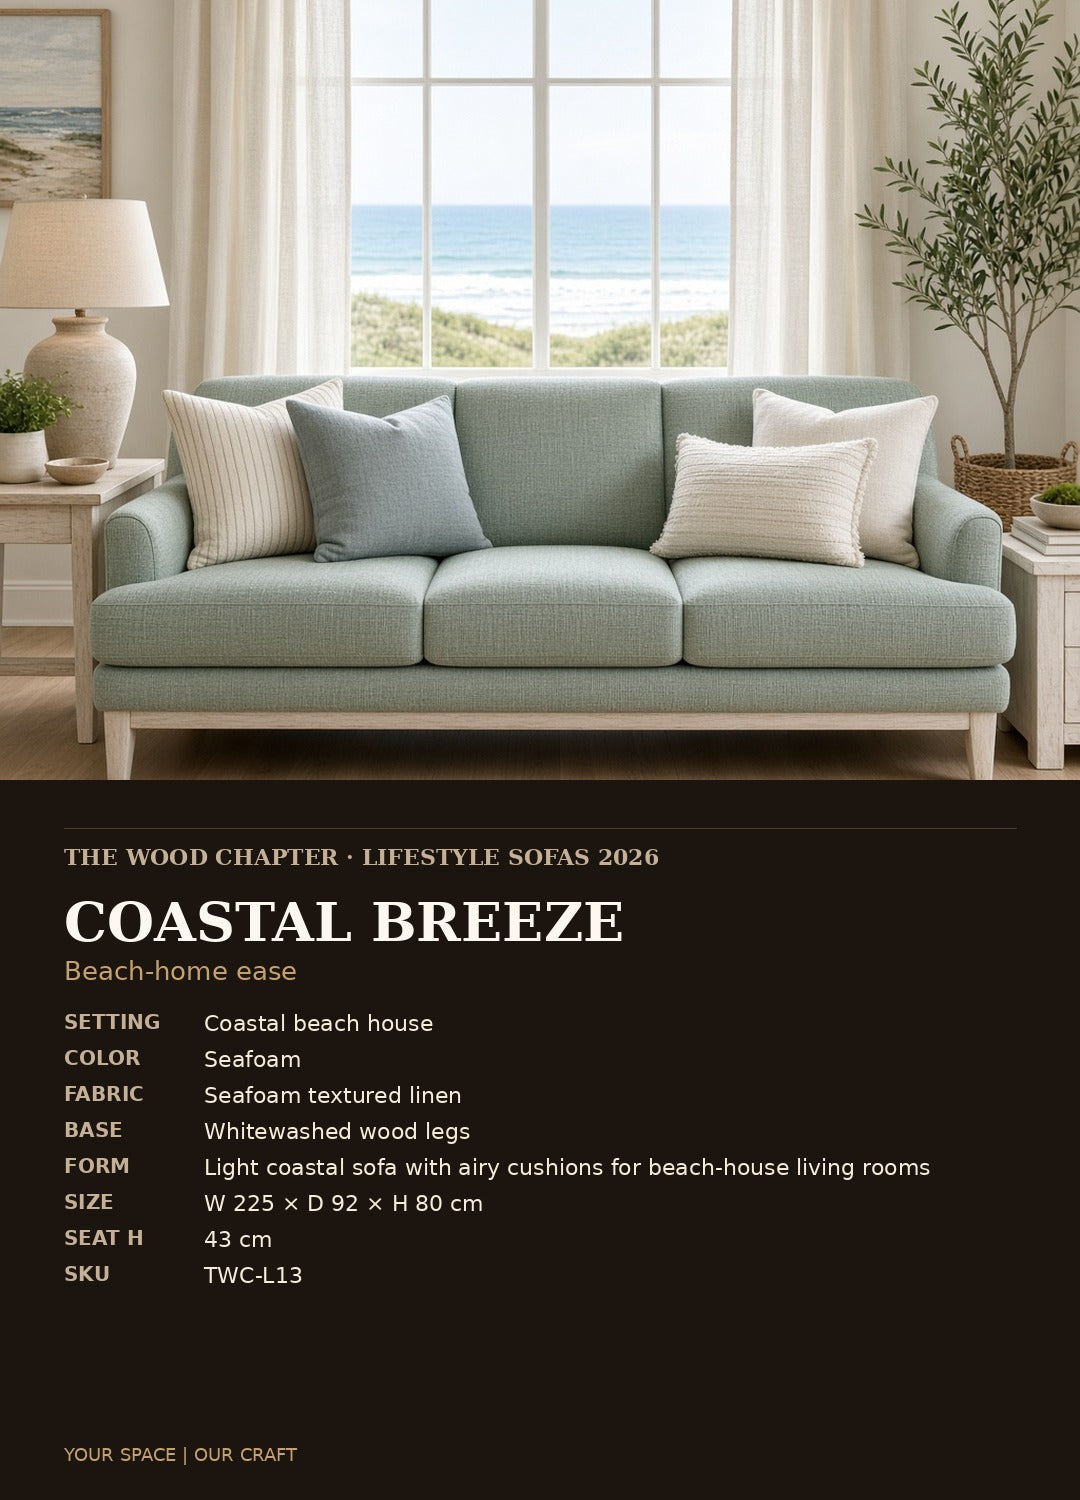 THE WOOD CHAPTER · LIFESTYLE SOFAS 2026
COASTAL BREEZE
Beach-home ease
SETTING Coastal beach house
COLOR Seafoam
FABRIC Seafoam textured linen
BASE Whitewashed wood legs
FORM Light coastal sofa with airy cushions for beach-house living rooms
SIZE W 225 × D 92 × H 80 cm
SEAT H 43 cm
SKU TWC-L13
YOUR SPACE | OUR CRAFT